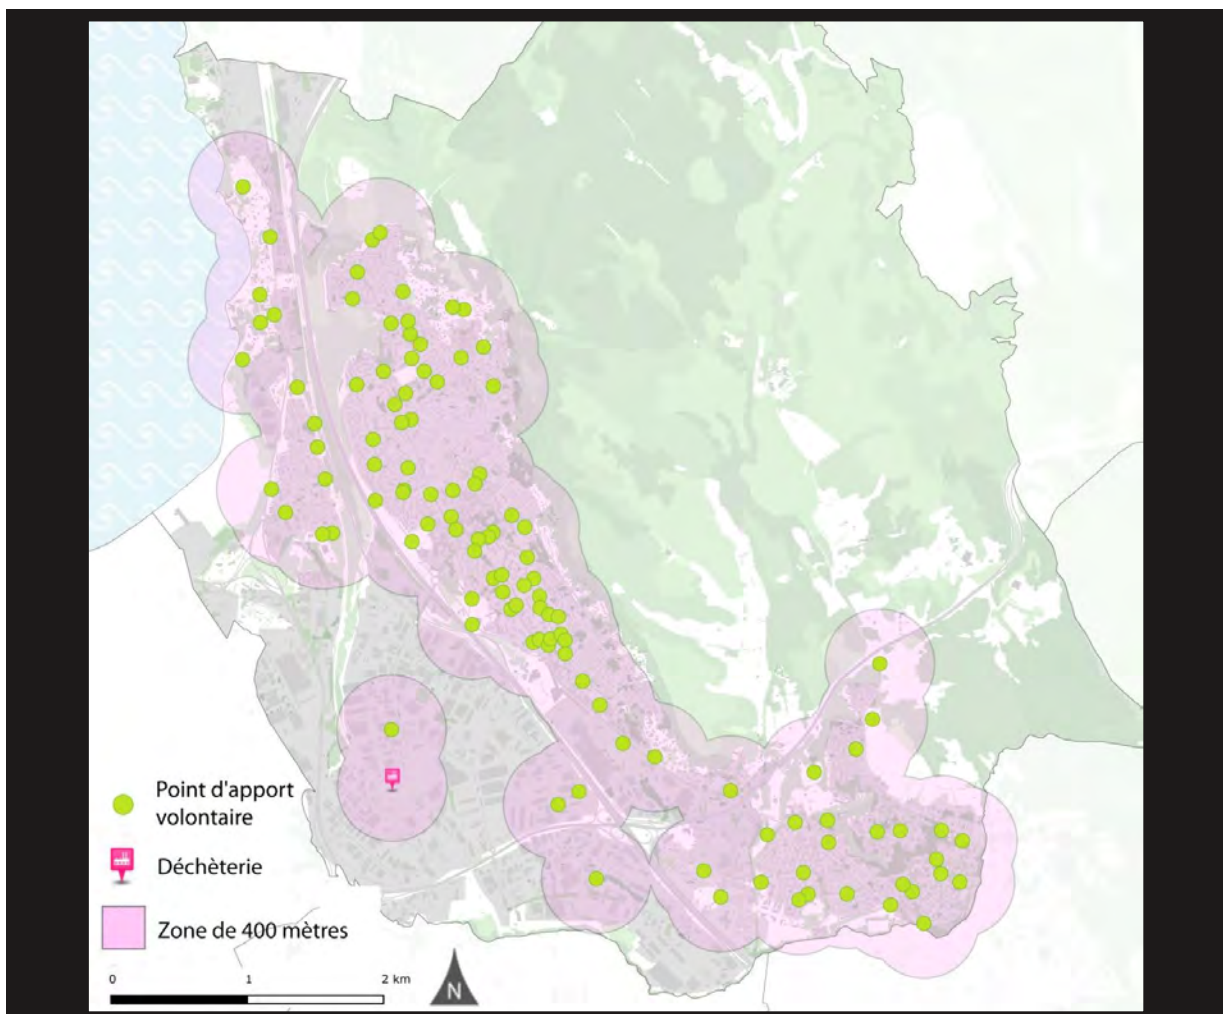 Point d'apport
volontaire
Déchèterie
Zone de 400 mètres
0 1 2 km
N